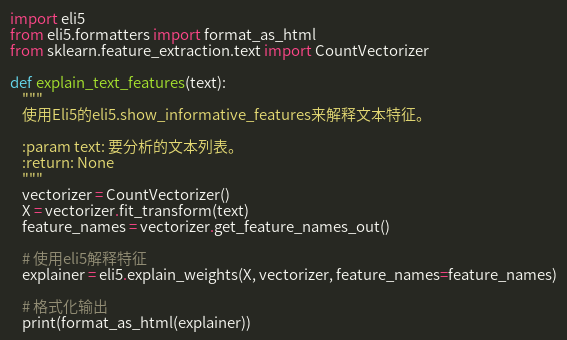 import eli5
from eli5.formatters import format_as_html
from sklearn.feature_extraction.text import CountVectorizer
def explain_text_features(text):
"""
使用Eli5的eli5.show_informative_features来解释文本特征。
:param text: 要分析的文本列表。
:return: None
"""
vectorizer = CountVectorizer()
X = vectorizer.fit_transform(text)
feature_names = vectorizer.get_feature_names_out()
# 使用eli5解释特征
explainer = eli5.explain_weights(X, vectorizer, feature_names=feature_names)
# 格式化输出
print(format_as_html(explainer))